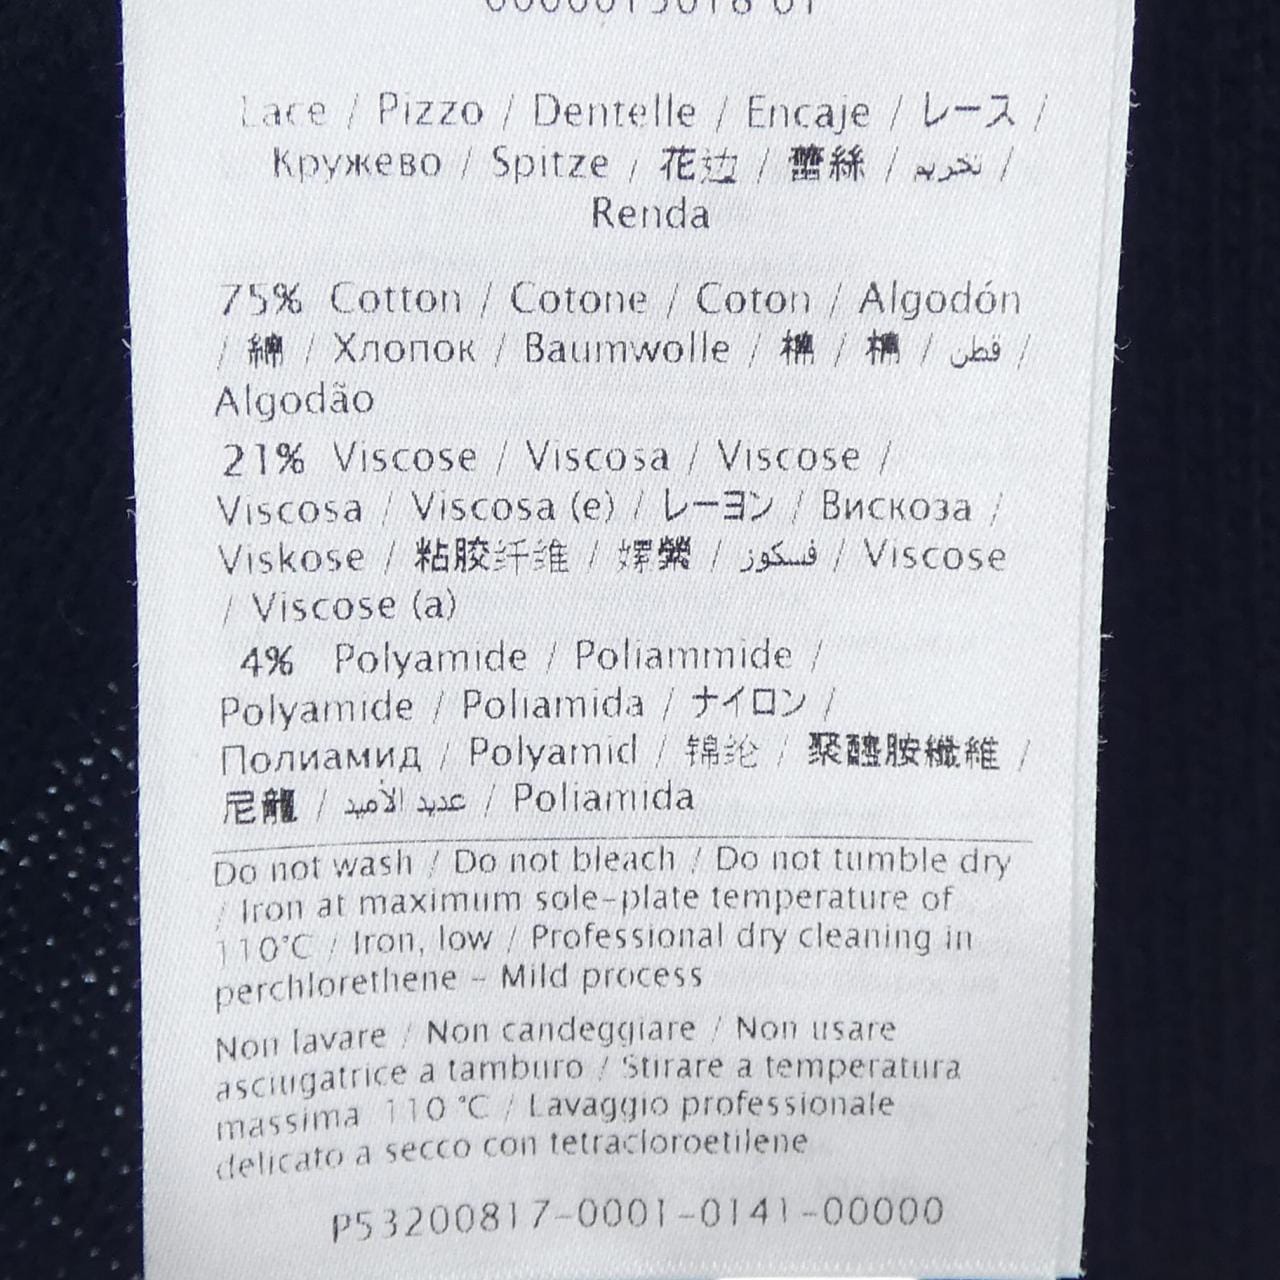 Lace / Pizzo / Dentelle / Encaje / レース /
Кружево / Spitze / 花边 / 蕾絲 / تخريم /
Renda
75% Cotton / Cotone / Coton / Algodón
/ 綿 / Хлопок / Baumwolle / 棉 / 棉 / قطن /
Algodão
21% Viscose / Viscosa / Viscose /
Viscosa / Viscosa (e) / レーヨン / Вискоза /
Viskose / 粘胶纤维 / 嫘縈 / فسكوز / Viscose
/ Viscose (a)
4% Polyamide / Poliammide /
Polyamide / Poliamida / ナイロン /
Полиамид / Polyamid / 锦纶 / 聚醯胺纖維 /
尼龍 / عديد الأميد / Poliamida
Do not wash / Do not bleach / Do not tumble dry
/ Iron at maximum sole-plate temperature of
110°C / Iron, low / Professional dry cleaning in
perchlorethene - Mild process
Non lavare / Non candeggiare / Non usare
asciugatrice a tamburo / Stirare a temperatura
massima 110 °C / Lavaggio professionale
delicato a secco con tetracloroetilene
P53200817-0001-0141-00000